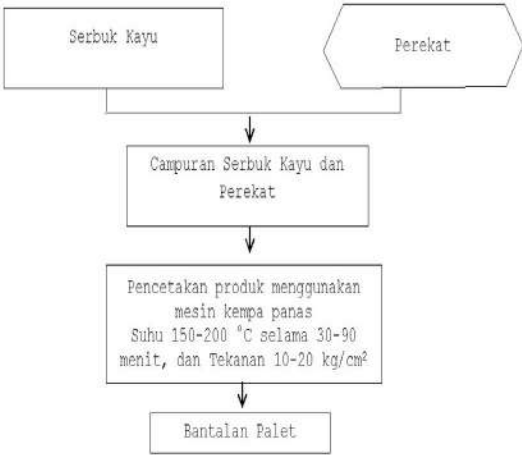 Serbuk Kayu
Perekat
Campuran Serbuk Kayu dan
Perekat
Pencetakan produk menggunakan
mesin kempa panas
Suhu 150-200 °C selama 30-90
menit, dan Tekanan 10-20 kg/cm²
Bantalan Palet